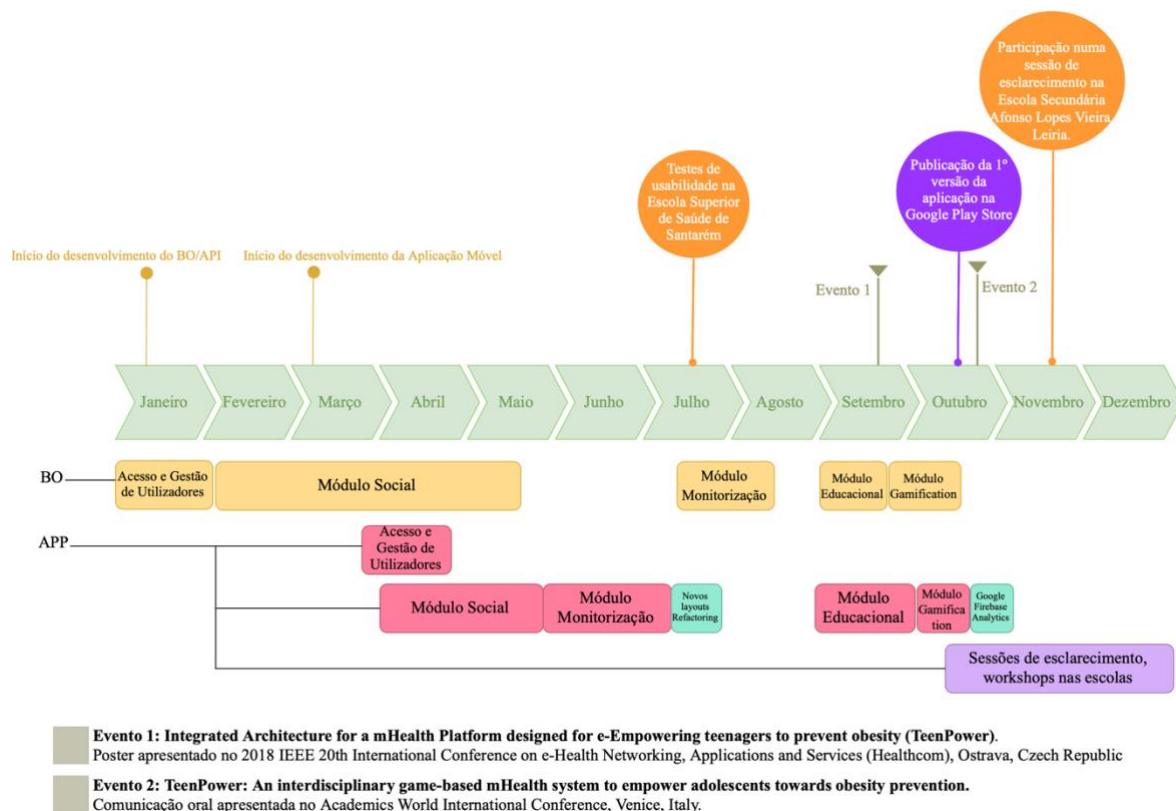 Participação numa
sessão de
esclarecimento na
Escola Secundária
Afonso Lopes Vieira,
Leiria.
Testes de
usabilidade na
Escola Superior
de Saúde de
Santarém
Publicação da 1º
versão da
aplicação na
Google Play Store
Início do desenvolvimento do BO/API
Início do desenvolvimento da Aplicação Móvel
Evento 1
Evento 2
Janeiro
Fevereiro
Março
Abril
Maio
Junho
Julho
Agosto
Setembro
Outubro
Novembro
Dezembro
BO
Acesso e Gestão
de Utilizadores
Módulo Social
Módulo
Monitorização
Módulo
Educacional
Módulo
Gamification
APP
Acesso e
Gestão de
Utilizadores
Módulo Social
Módulo
Monitorização
Novos
layouts
Refactoring
Módulo
Educacional
Módulo
Gamifica
tion
Google
Firebase
Analytics
Sessões de esclarecimento,
workshops nas escolas
Evento 1: Integrated Architecture for a mHealth Platform designed for e-Empowering teenagers to prevent obesity (TeenPower).
Poster apresentado no 2018 IEEE 20th International Conference on e-Health Networking, Applications and Services (Healthcom), Ostrava, Czech Republic
Evento 2: TeenPower: An interdisciplinary game-based mHealth system to empower adolescents towards obesity prevention.
Comunicação oral apresentada no Academics World International Conference, Venice, Italy.